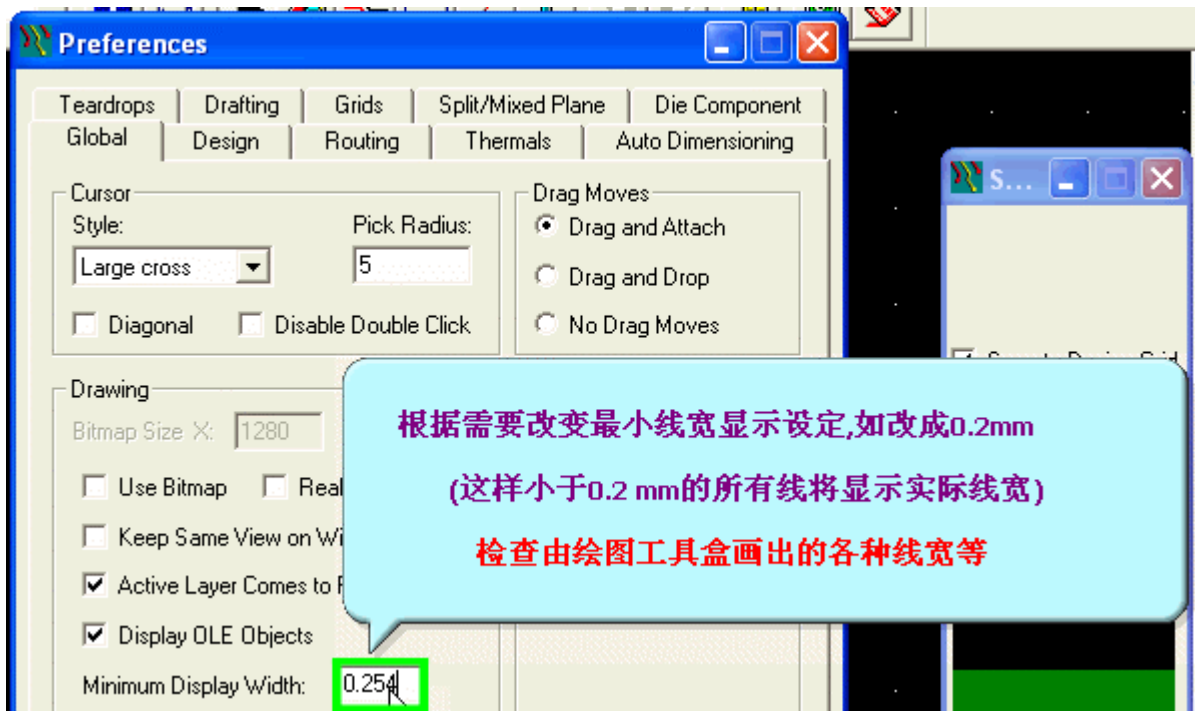 Preferences
Teardrops Drafting Grids Split/Mixed Plane Die Component
Global Design Routing Thermals Auto Dimensioning
Cursor
Style: Pick Radius:
Large cross 5
Diagonal Disable Double Click
Drag Moves
Drag and Attach
Drag and Drop
No Drag Moves
S...
Drawing
Bitmap Size X: 1280
Use Bitmap
Keep Same View on
Active Layer Comes to
Display OLE Objects
Minimum Display Width: 0.254
根据需要改变最小线宽显示设定,如改成0.2mm
(这样小于0.2 mm的所有线将显示实际线宽)
检查由绘图工具盒画出的各种线宽等